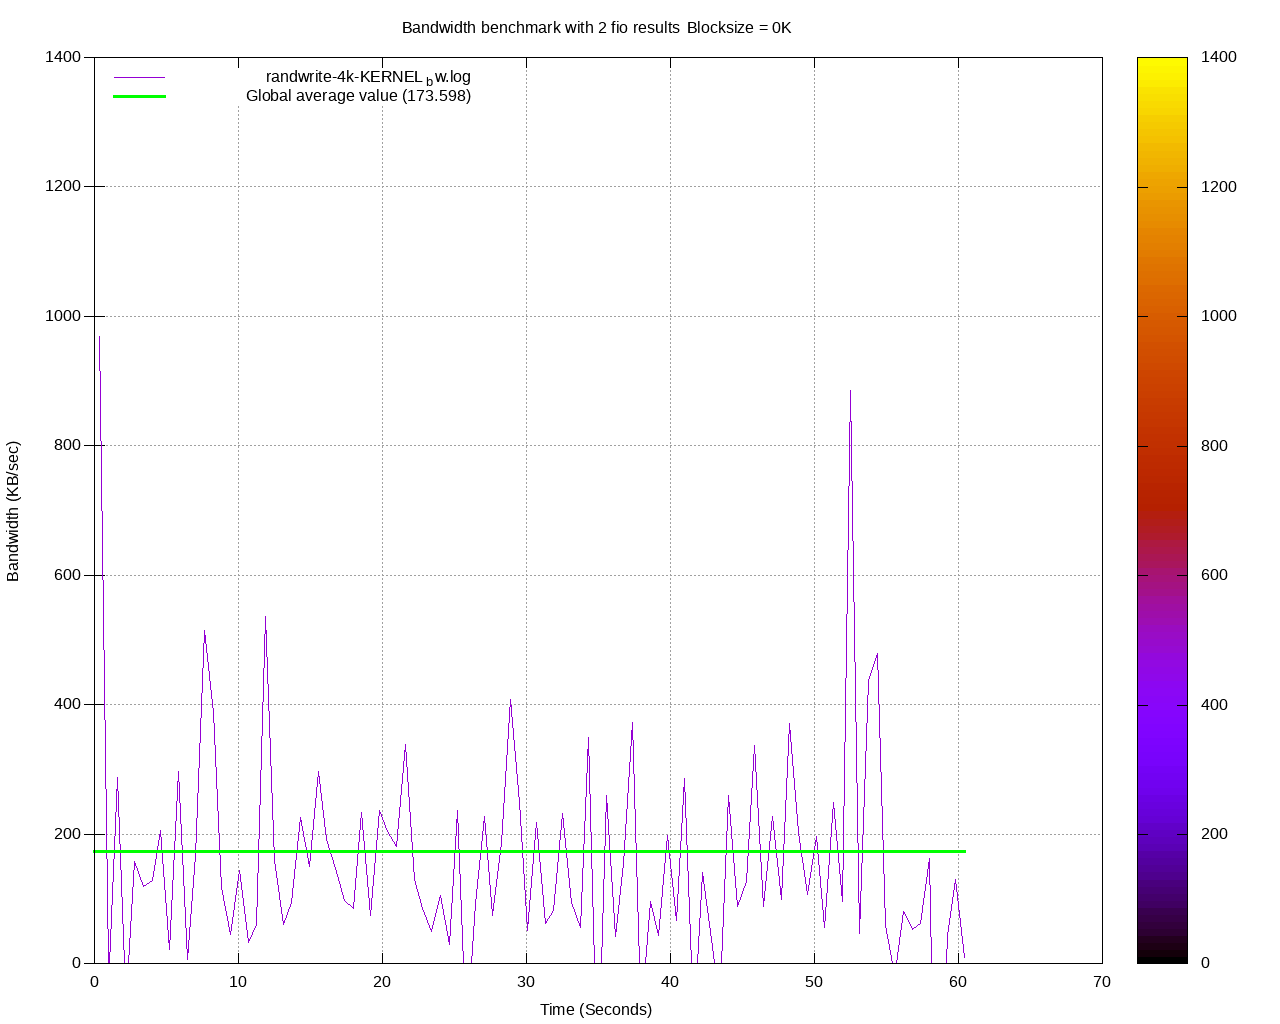 Bandwidth benchmark with 2 fio results Blocksize = 0K
randwrite-4k-KERNELbw.log
Global average value (173.598)
Bandwidth (KB/sec)
1400
1200
1000
800
600
400
200
0
0 10 20 30 40 50 60 70
Time (Seconds)
1400
1200
1000
800
600
400
200
0